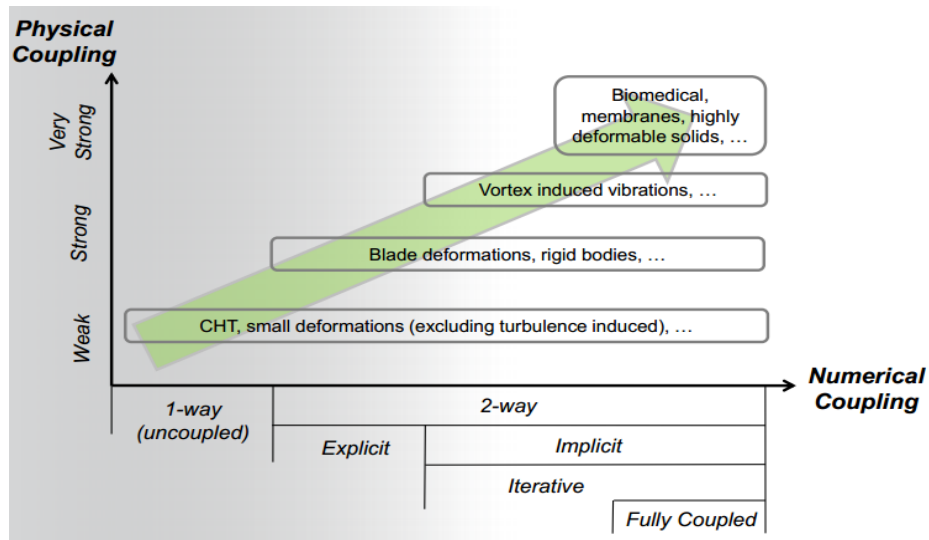 Physical
Coupling
Very
Strong
Strong
Weak
Biomedical,
membranes, highly
deformable solids, ...
Vortex induced vibrations, ...
Blade deformations, rigid bodies, ...
CHT, small deformations (excluding turbulence induced), ...
Numerical
Coupling
1-way
(uncoupled)
2-way
Explicit
Implicit
Iterative
Fully Coupled